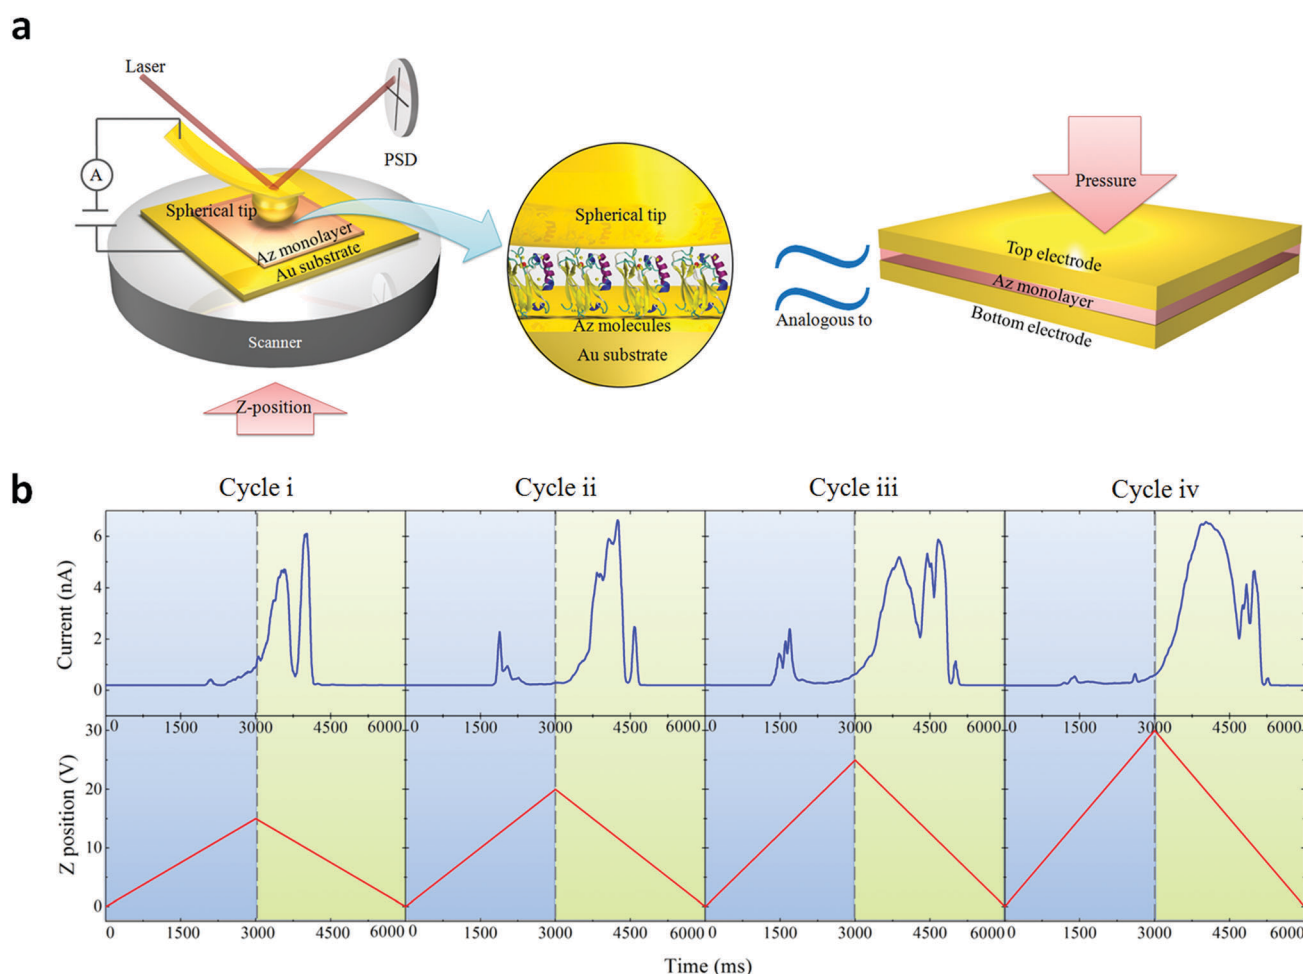 a
Laser
PSD
A
Spherical tip
Az monolayer
Au substrate
Scanner
Z-position
Spherical tip
Az molecules
Au substrate
Analogous to
Pressure
Top electrode
Az monolayer
Bottom electrode
b
Cycle i Cycle ii Cycle iii Cycle iv
Current (nA)
6
4
2
0
0 1500 3000 4500 6000 0 1500 3000 4500 6000 0 1500 3000 4500 6000 0 1500 3000 4500 6000
Z position (V)
30
20
10
0
0 1500 3000 4500 6000 0 1500 3000 4500 6000 0 1500 3000 4500 6000 0 1500 3000 4500 6000
Time (ms)